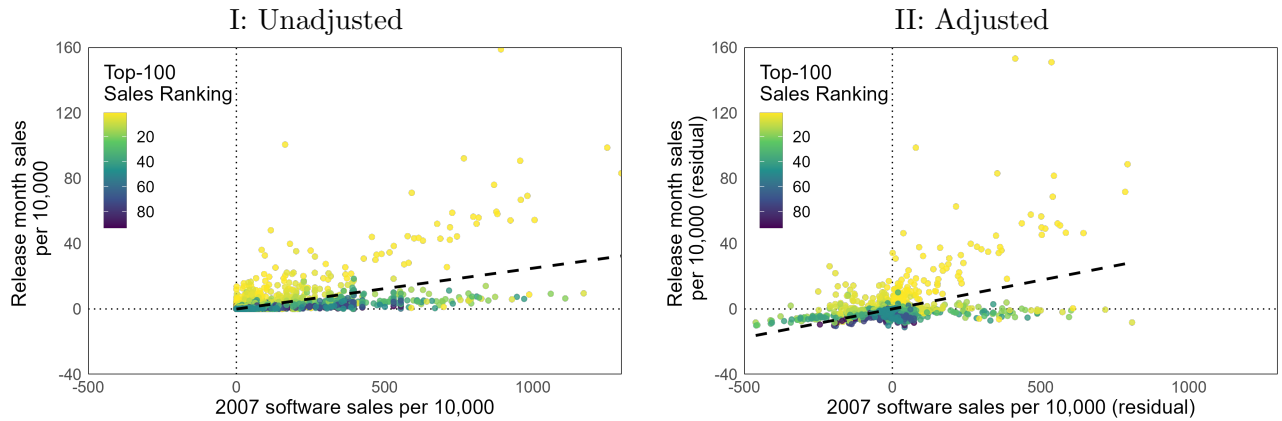 I: Unadjusted
160
120
80
40
0
-40
-500
0
500
1000
Release month sales
per 10,000
2007 software sales per 10,000
Top-100
Sales Ranking
20
40
60
80
II: Adjusted
160
120
80
40
0
-40
-500
0
500
1000
Release month sales
per 10,000 (residual)
2007 software sales per 10,000 (residual)
Top-100
Sales Ranking
20
40
60
80